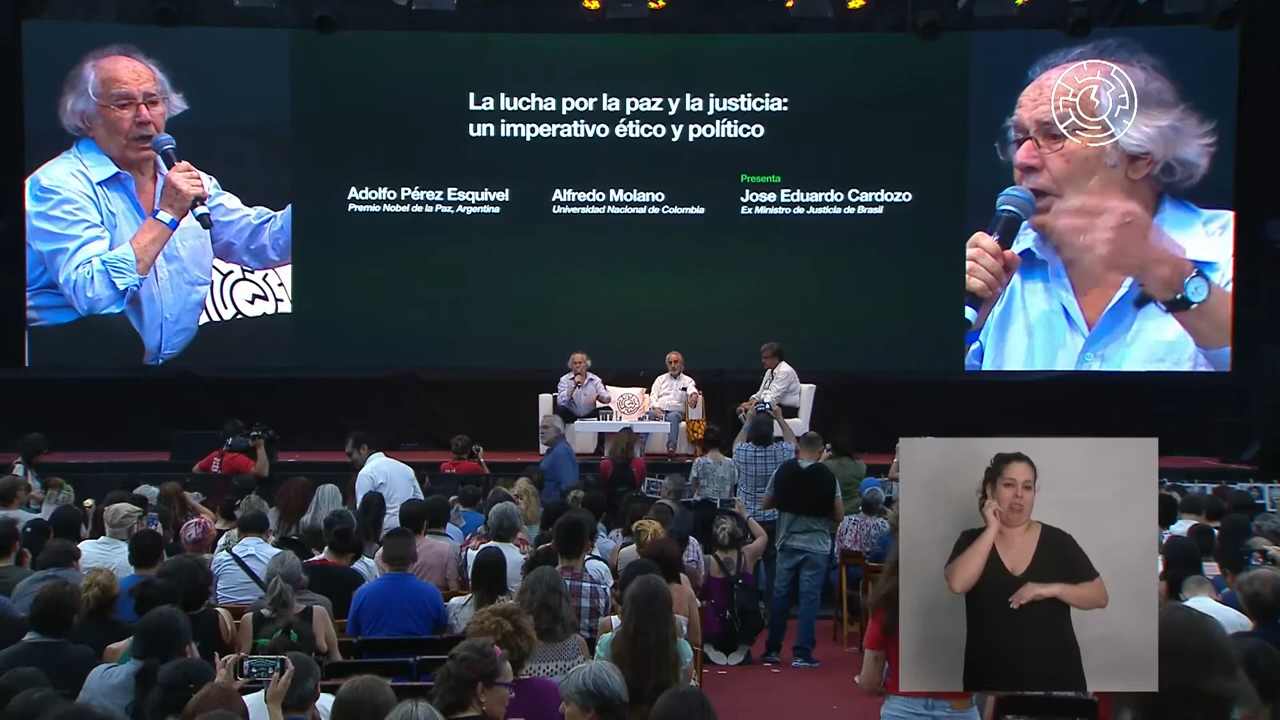 La lucha por la paz y la justicia:
un imperativo ético y político
Adolfo Pérez Esquivel
Premio Nobel de la Paz, Argentina
Alfredo Molano
Universidad Nacional de Colombia
Presenta
Jose Eduardo Cardozo
Ex Ministro de Justicia de Brasil